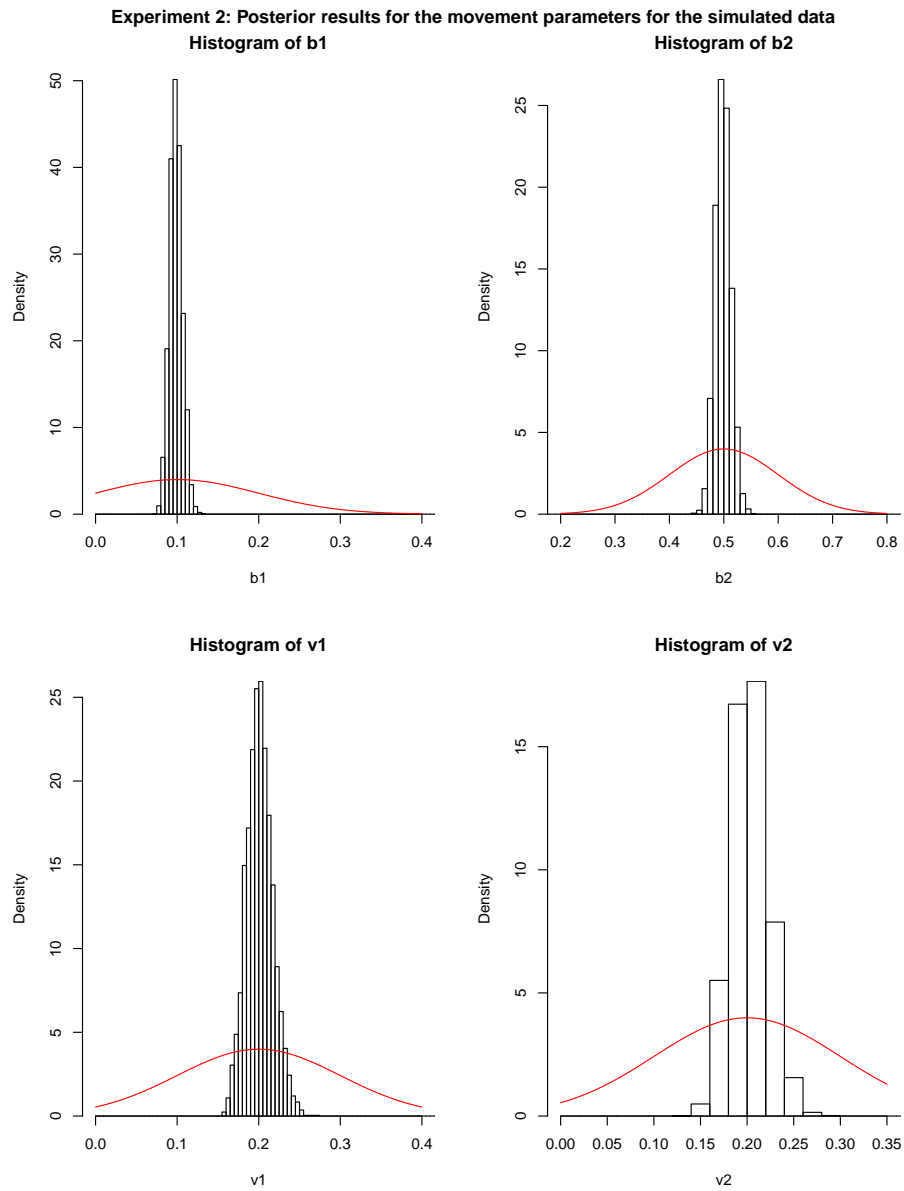 Experiment 2: Posterior results for the movement parameters for the simulated data
Histogram of b1
Density
0 10 20 30 40 50
0.0 0.1 0.2 0.3 0.4
b1
Histogram of b2
Density
0 5 10 15 20 25
0.2 0.3 0.4 0.5 0.6 0.7 0.8
b2
Histogram of v1
Density
0 5 10 15 20 25
0.0 0.1 0.2 0.3 0.4
v1
Histogram of v2
Density
0 5 10 15
0.00 0.05 0.10 0.15 0.20 0.25 0.30 0.35
v2